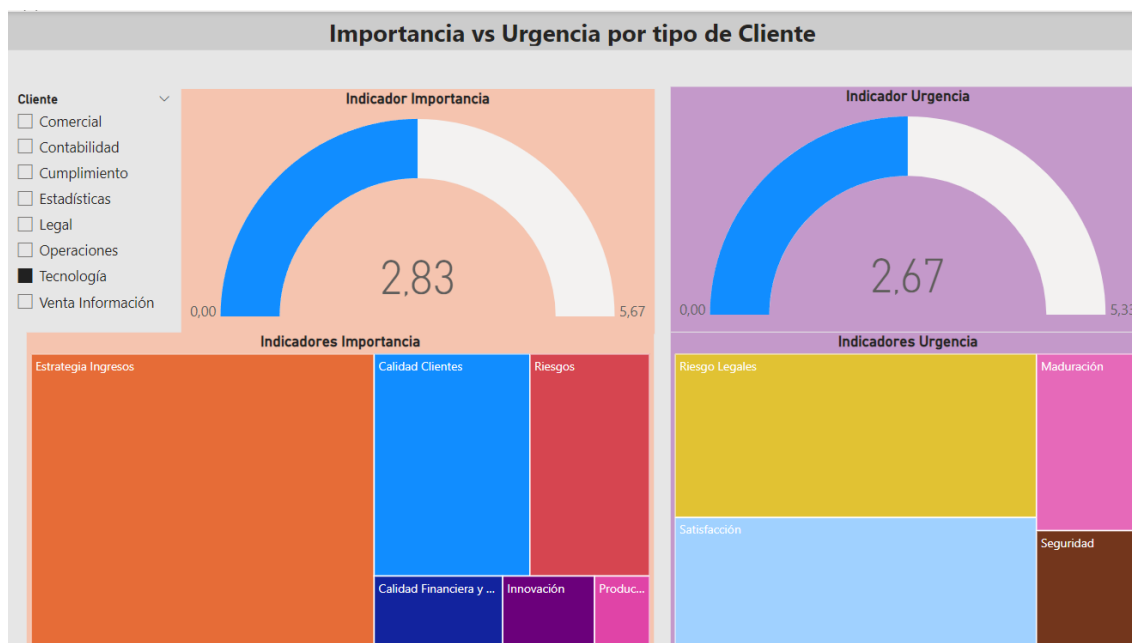 Importancia vs Urgencia por tipo de Cliente
Cliente
Comercial
Contabilidad
Cumplimiento
Estadísticas
Legal
Operaciones
Tecnología
Venta Información
Indicador Importancia
2,83
0,00
5,67
Indicador Urgencia
2,67
0,00
5,33
Indicadores Importancia
Estrategia Ingresos
Calidad Clientes
Riesgos
Calidad Financiera y ...
Innovación
Produc...
Indicadores Urgencia
Riesgo Legales
Maduración
Satisfacción
Seguridad